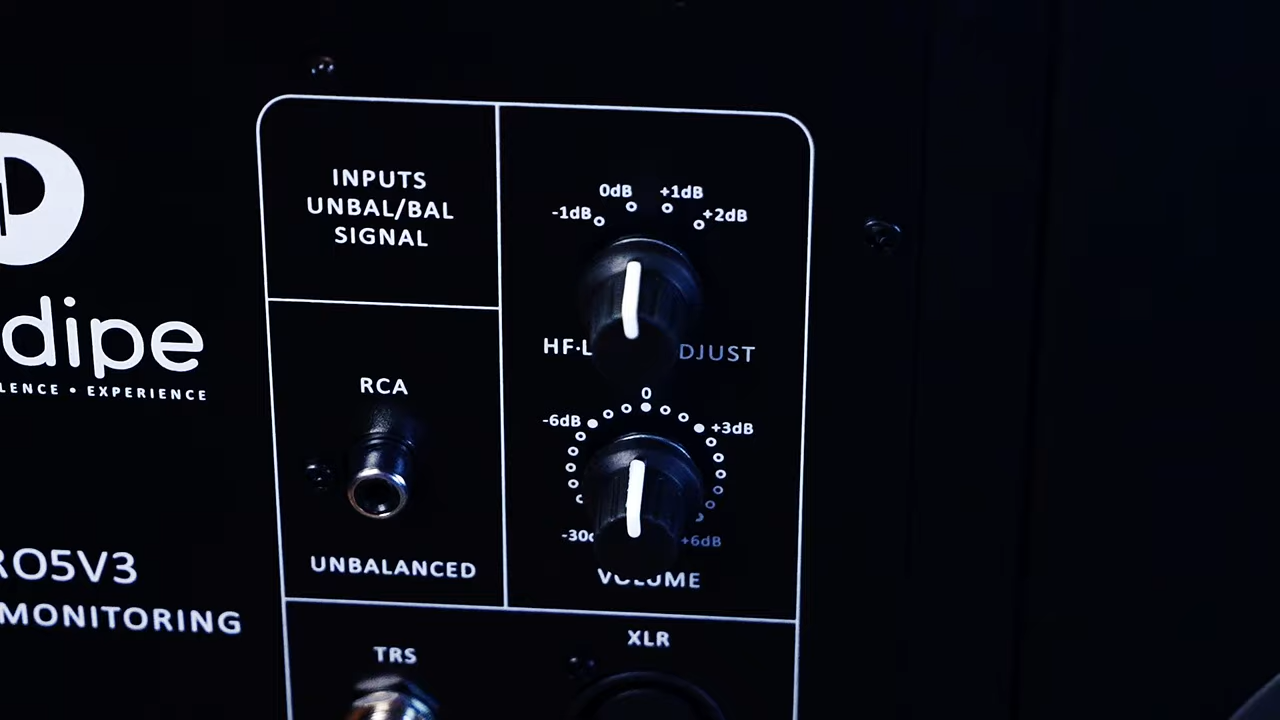 dipe
LENCE • EXPERIENCE
RO5V3
MONITORING
INPUTS
UNBAL/BAL
SIGNAL
RCA
UNBALANCED
TRS
-1dB 0dB +1dB +2dB
HF-L DJUST
0
-6dB +3dB
-30d +6dB
VOLUME
XLR